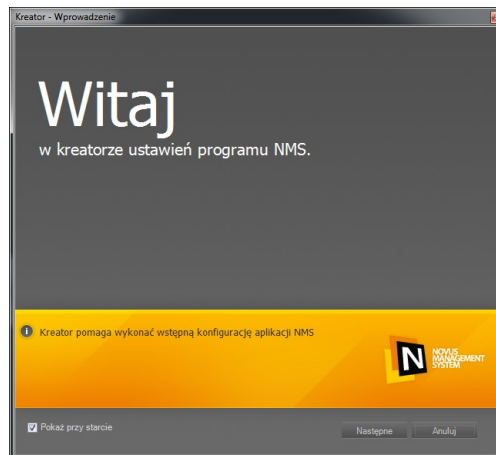 Kreator - Wprowadzenie
Witaj
w kreatorze ustawień programu NMS.
Kreator pomaga wykonać wstępną konfigurację aplikacji NMS
N
NOVUS
MANAGEMENT
SYSTEM
Pokaż przy starcie
Następne
Anuluj